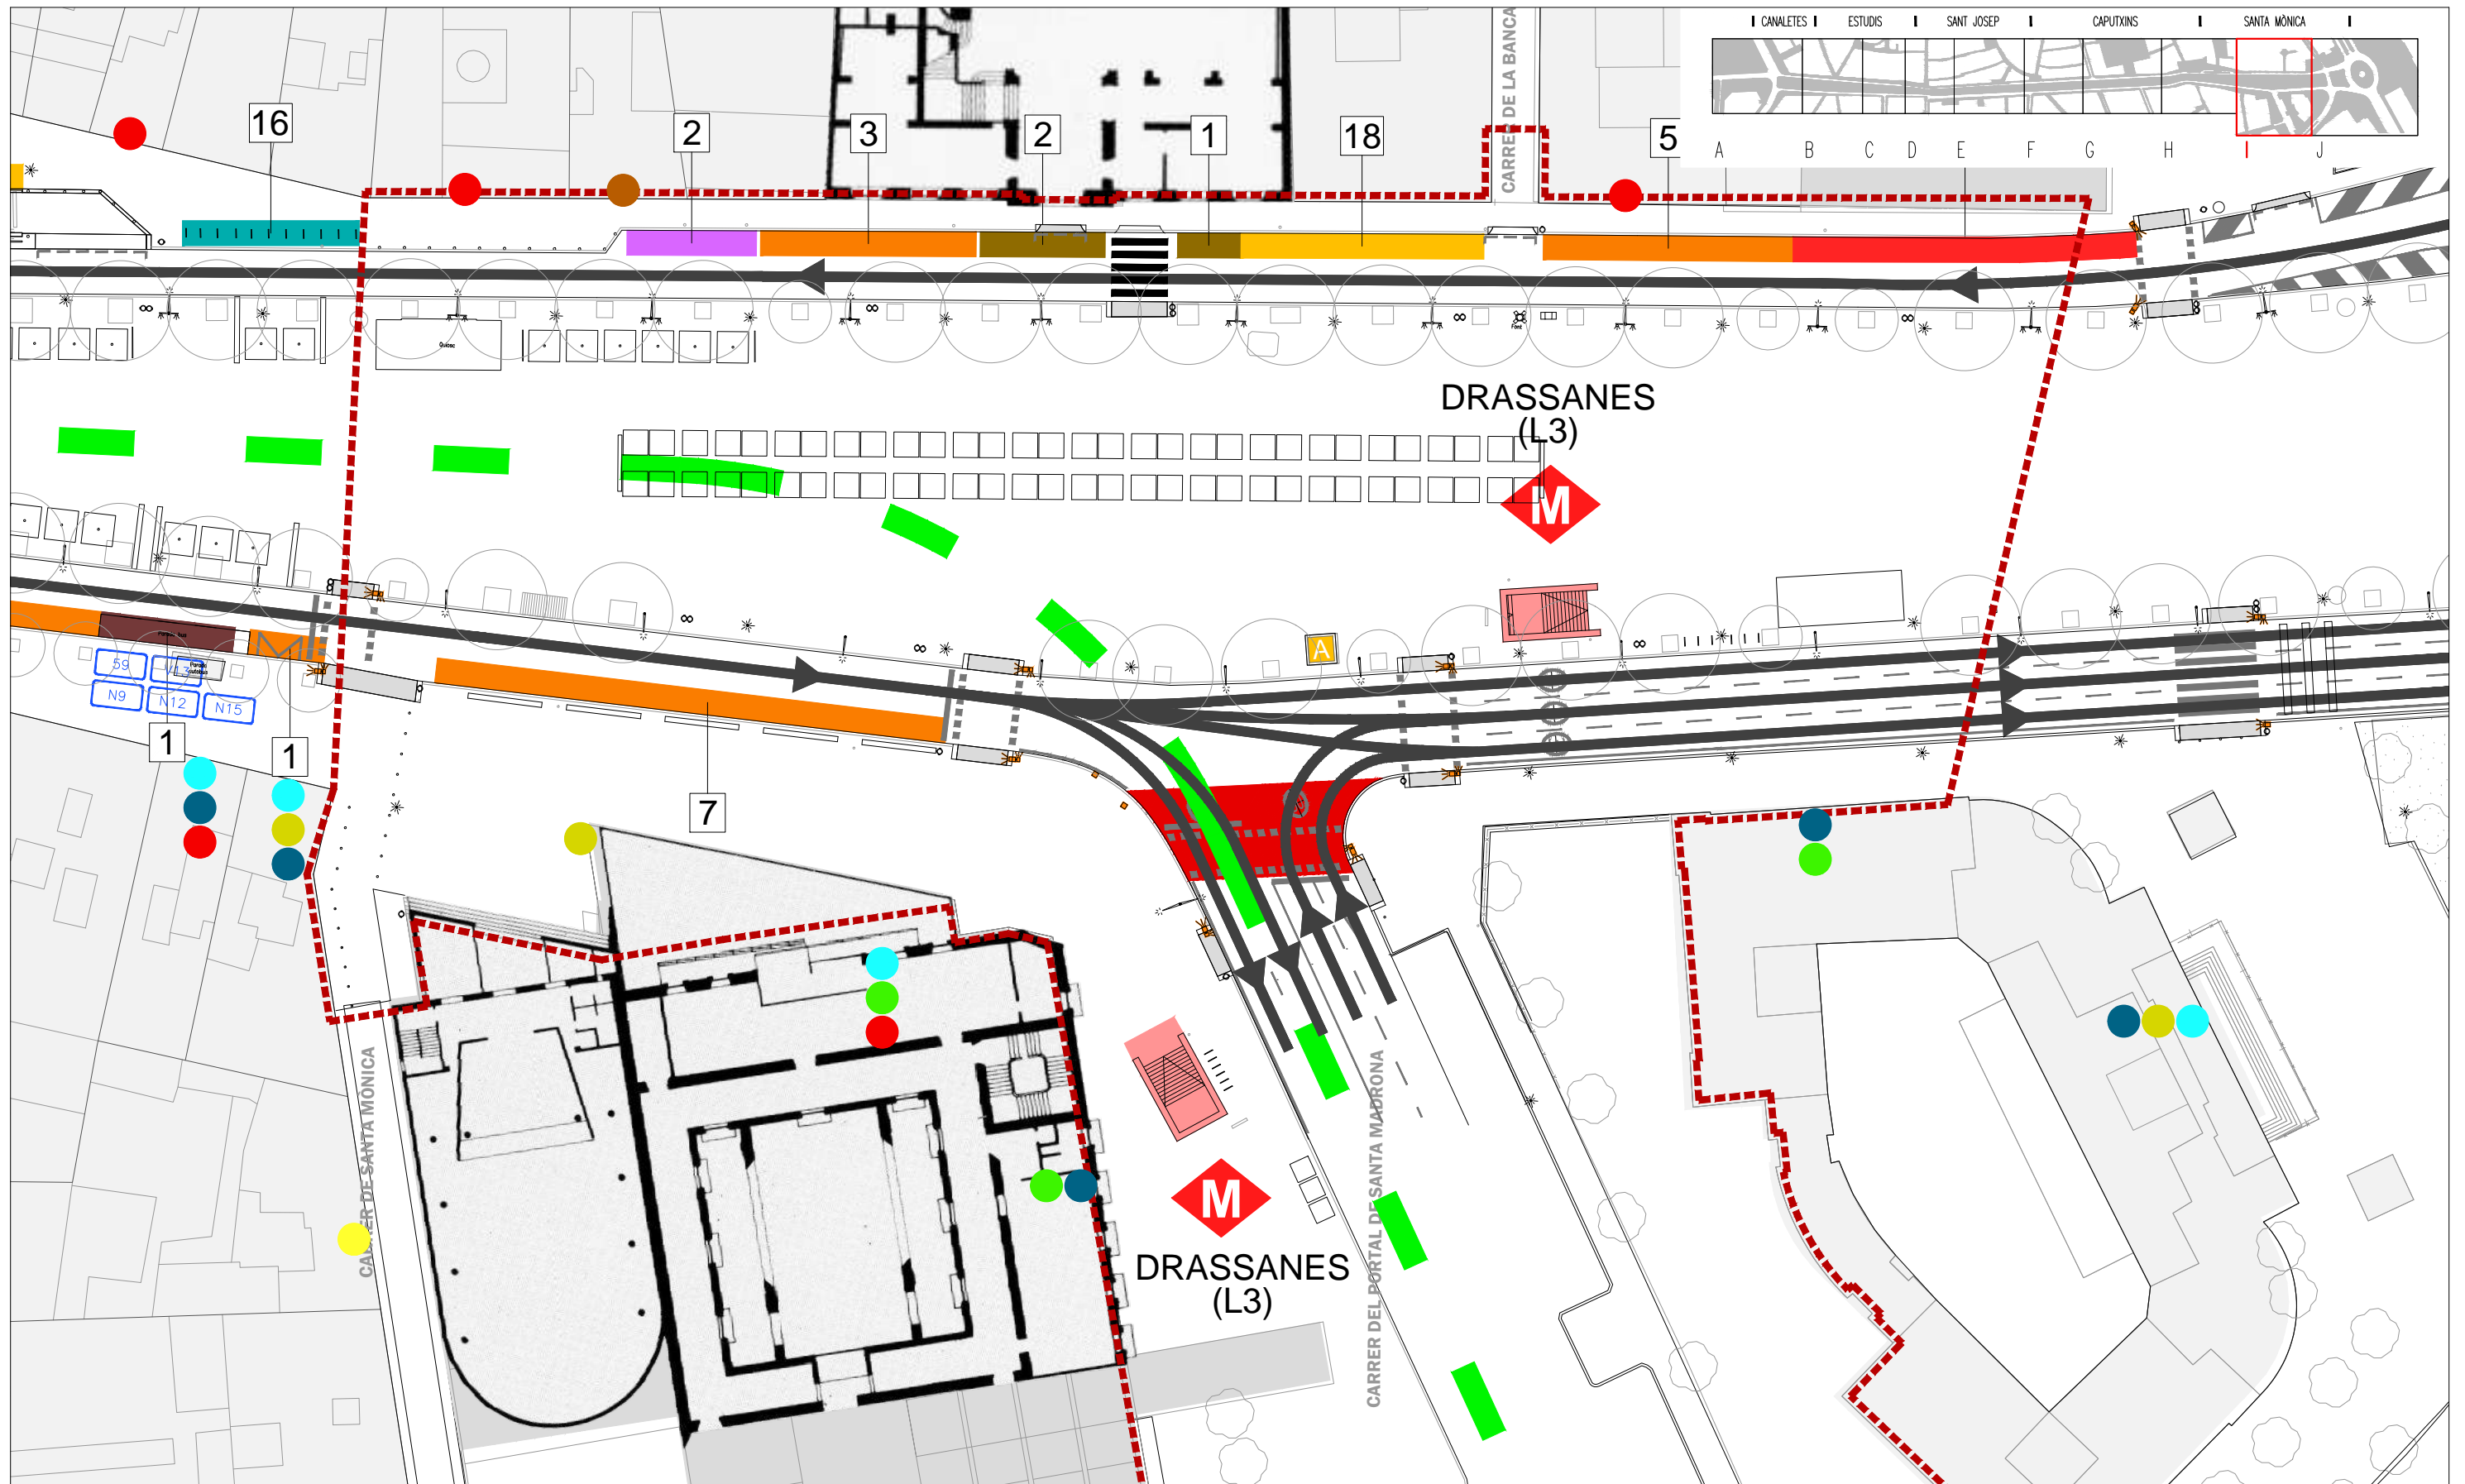 CANALETES
ESTUDIS
SANT JOSEP
CAPUTXINS
SANTA MÒNICA
A
B
C
D
E
F
G
H
I
J
CARRER DE LA BANCA
16
2
3
2
1
18
5
Quiosc
Font
DRASSANES
(L3)
M
A
59
N9
N12
N15
1
1
7
CARRER DE SANTA MÒNICA
M
DRASSANES
(L3)
CARRER DEL PORTAL DE SANTA MADRONA